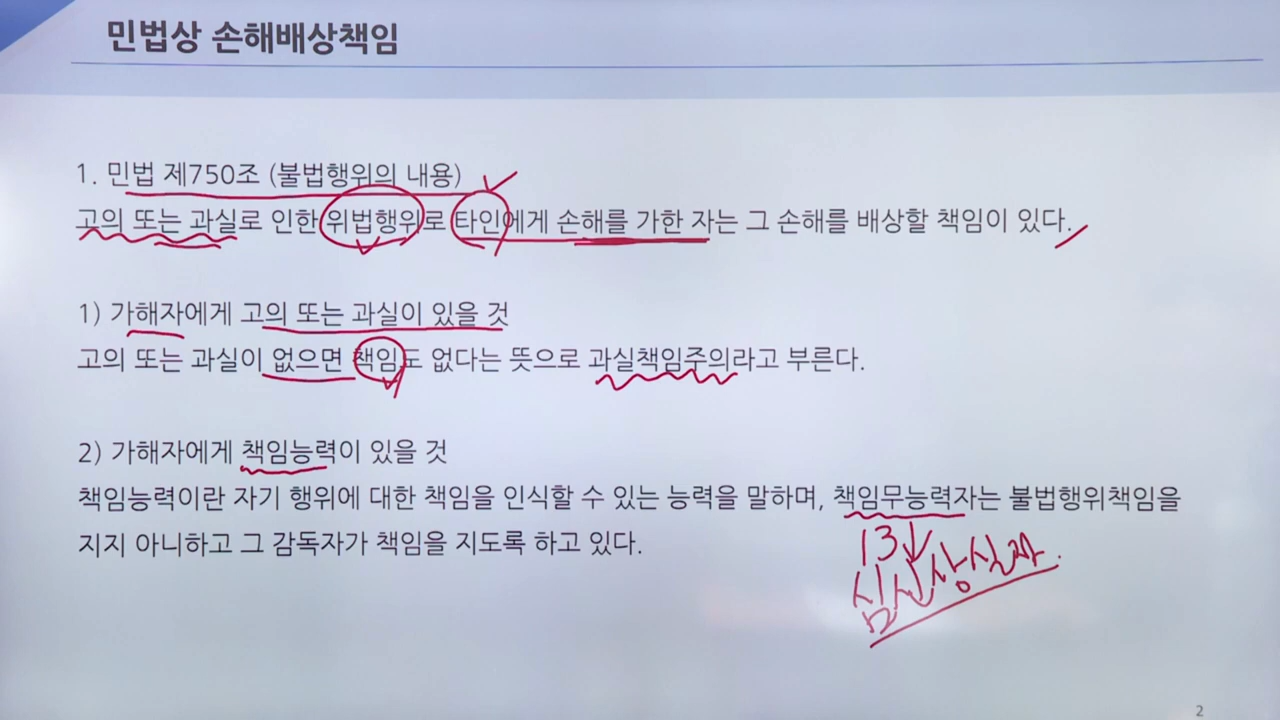 민법상 손해배상책임
1. 민법 제750조 (불법행위의 내용)
고의 또는 과실로 인한 위법행위로 타인에게 손해를 가한 자는 그 손해를 배상할 책임이 있다.
1) 가해자에게 고의 또는 과실이 있을 것
고의 또는 과실이 없으면 책임도 없다는 뜻으로 과실책임주의라고 부른다.
2) 가해자에게 책임능력이 있을 것
책임능력이란 자기 행위에 대한 책임을 인식할 수 있는 능력을 말하며, 책임무능력자는 불법행위책임을
지지 아니하고 그 감독자가 책임을 지도록 하고 있다.
13↓
심신상실자.
2